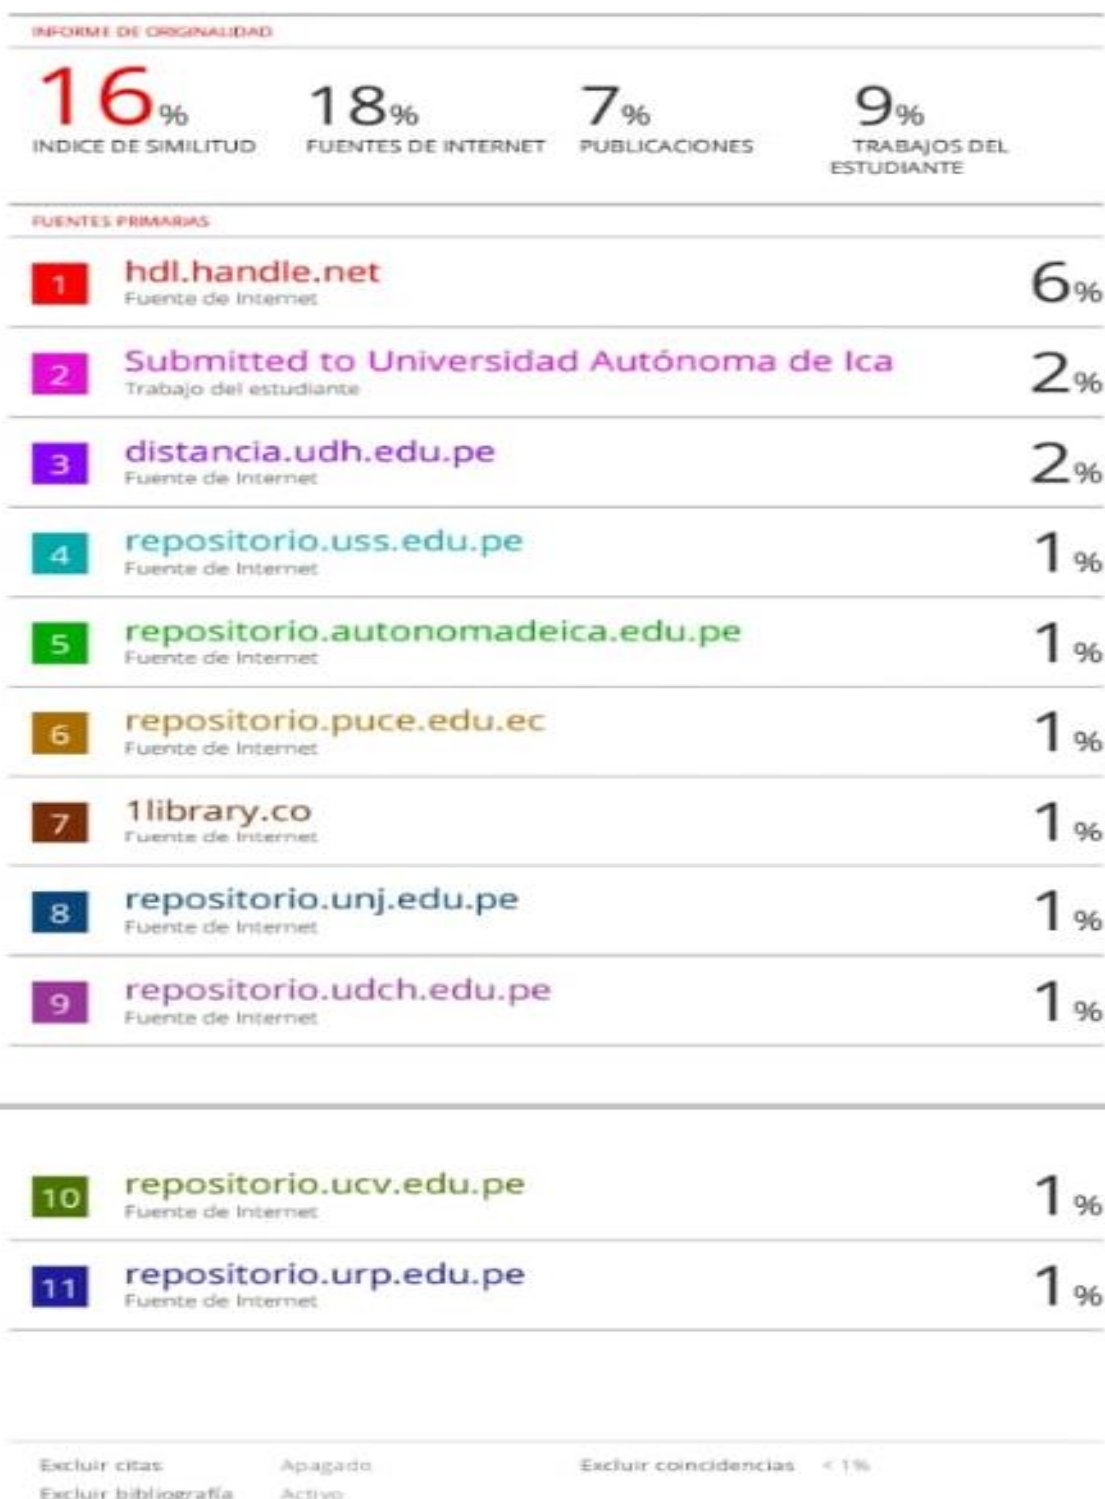 INFORME DE ORIGINALIDAD
16%
INDICE DE SIMILITUD
18%
FUENTES DE INTERNET
7%
PUBLICACIONES
9%
TRABAJOS DEL
ESTUDIANTE
FUENTES PRIMARIAS
1 hdl.handle.net 6%
Fuente de Internet
2 Submitted to Universidad Autónoma de Ica 2%
Trabajo del estudiante
3 distancia.udh.edu.pe 2%
Fuente de Internet
4 repositorio.uss.edu.pe 1%
Fuente de Internet
5 repositorio.autonomadeica.edu.pe 1%
Fuente de Internet
6 repositorio.puce.edu.ec 1%
Fuente de Internet
7 1library.co 1%
Fuente de Internet
8 repositorio.unj.edu.pe 1%
Fuente de Internet
9 repositorio.udch.edu.pe 1%
Fuente de Internet
10 repositorio.ucv.edu.pe 1%
Fuente de Internet
11 repositorio.urp.edu.pe 1%
Fuente de Internet
Excluir citas Apagado Excluir coincidencias < 1%
Excluir bibliografía Activo